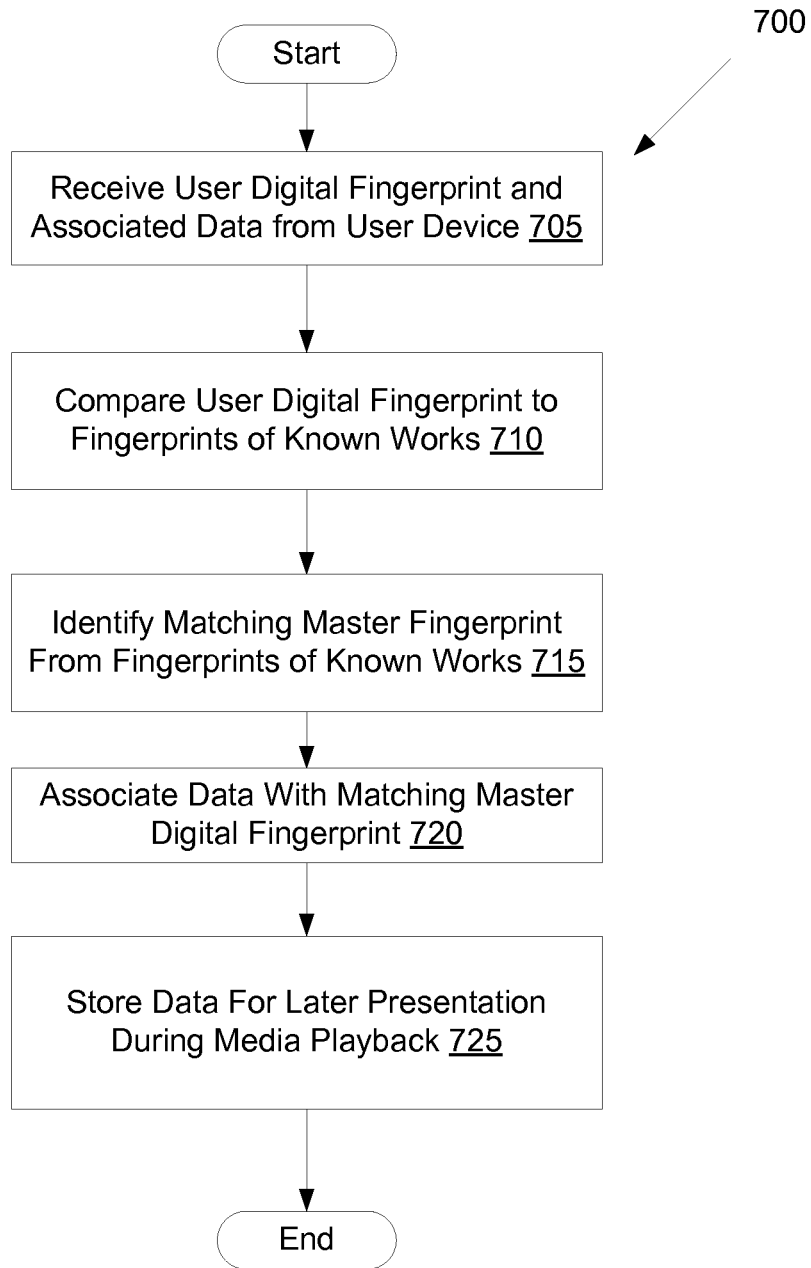 700
Start
Receive User Digital Fingerprint and
Associated Data from User Device 705
Compare User Digital Fingerprint to
Fingerprints of Known Works 710
Identify Matching Master Fingerprint
From Fingerprints of Known Works 715
Associate Data With Matching Master
Digital Fingerprint 720
Store Data For Later Presentation
During Media Playback 725
End